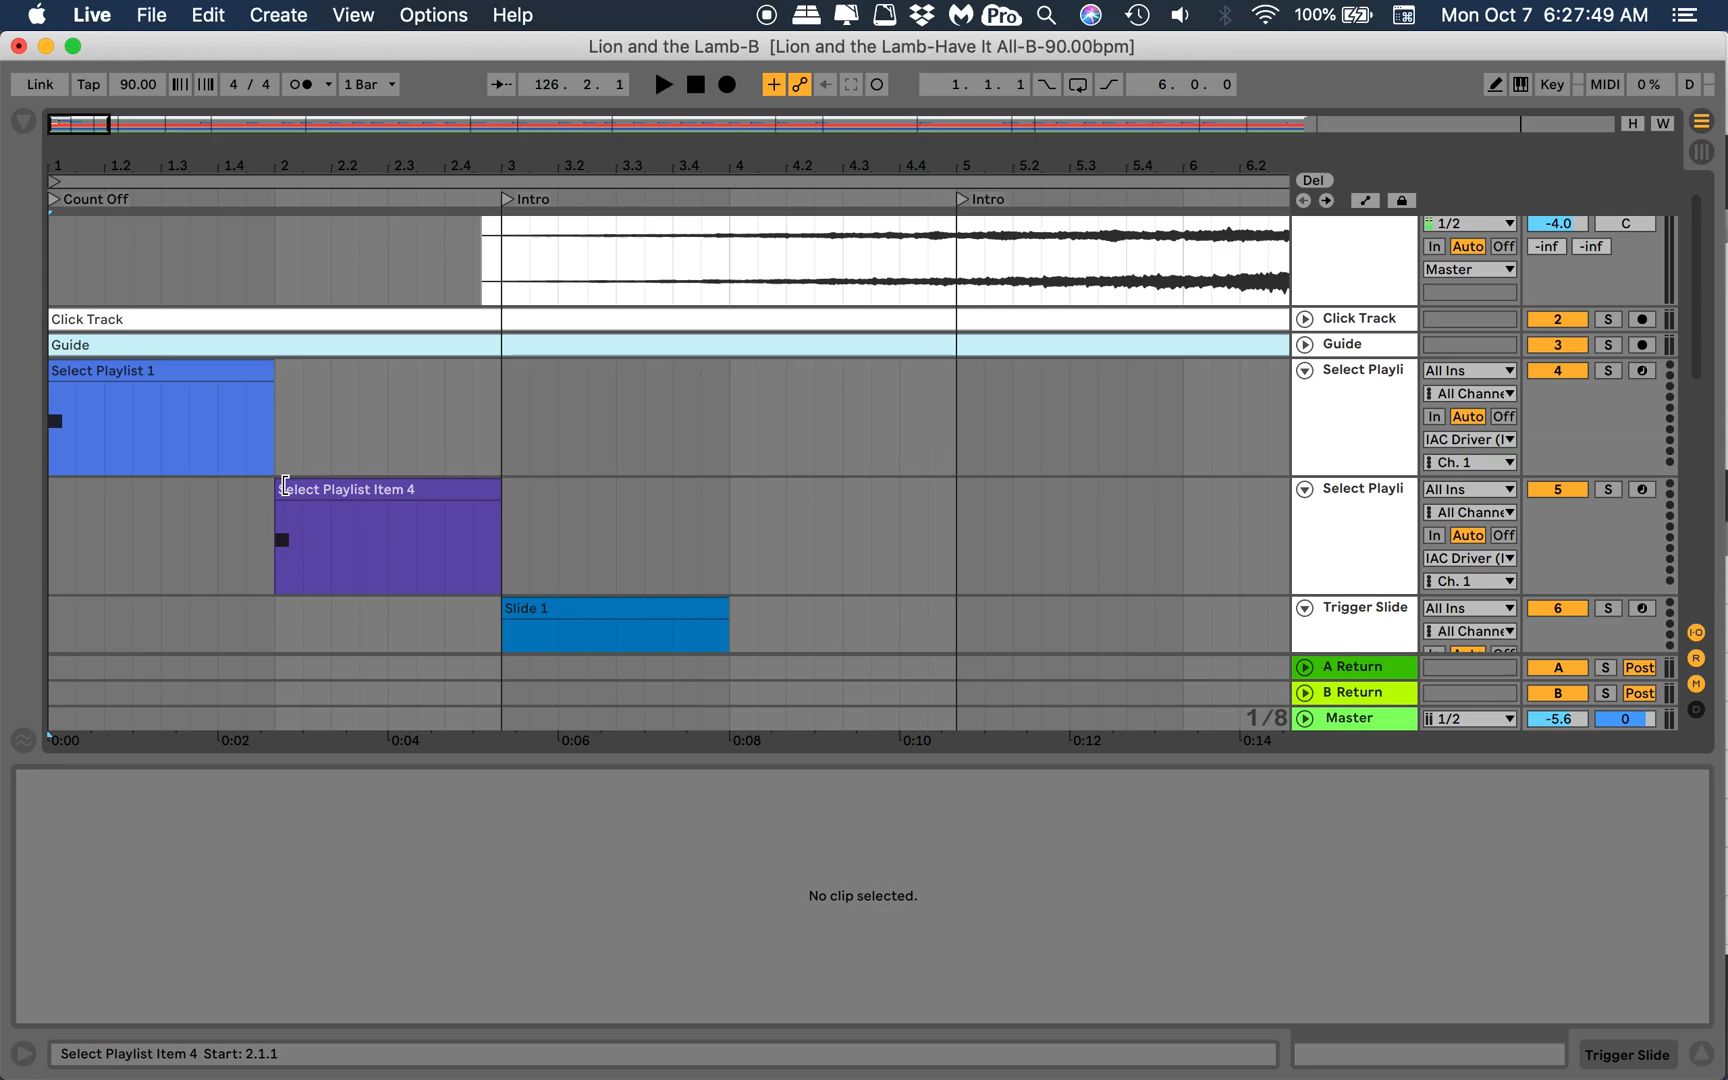 Live File Edit Create View Options Help Pro 100% Mon Oct 7 6:27:49 AM
Lion and the Lamb-B [Lion and the Lamb-Have It All-B-90.00bpm]
Link Tap 90.00 4 / 4 1 Bar 126. 2. 1 1. 1. 1 6. 0. 0 Key MIDI 0% D
H W
1 1.2 1.3 1.4 2 2.2 2.3 2.4 3 3.2 3.3 3.4 4 4.2 4.3 4.4 5 5.2 5.3 5.4 6 6.2
Del
Count Off Intro Intro
1/2 -4.0 C
In Auto Off -inf -inf
Master
Click Track Click Track 2 S
Guide Guide 3 S
Select Playlist 1 Select Playli All Ins 4 S
All Channe
In Auto Off
IAC Driver (I
Ch. 1
Select Playlist Item 4 Select Playli All Ins 5 S
All Channe
In Auto Off
IAC Driver (I
Ch. 1
Slide 1 Trigger Slide All Ins 6 S
All Channe
I-O
A Return A S Post
R
B Return B S Post
M
1/8 Master 1/2 -5.6 0
D
0:00 0:02 0:04 0:06 0:08 0:10 0:12 0:14
No clip selected.
Select Playlist Item 4 Start: 2.1.1 Trigger Slide